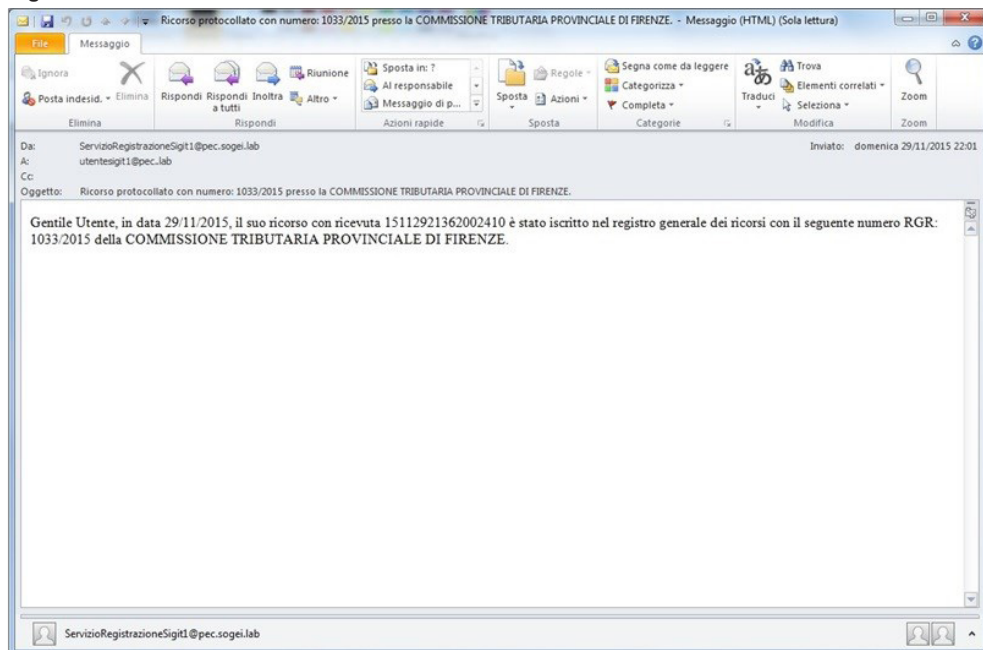 Ricorso protocollato con numero: 1033/2015 presso la COMMISSIONE TRIBUTARIA PROVINCIALE DI FIRENZE. - Messaggio (HTML) (Sola lettura)
File Messaggio
Ignora
Posta indesid.
Elimina
Rispondi
Rispondi a tutti
Inoltra
Riunione
Altro
Sposta in: ?
Al responsabile
Messaggio di p...
Sposta
Regole
Azioni
Segna come da leggere
Categorizza
Completa
Traduci
Trova
Elementi correlati
Seleziona
Zoom
Elimina Rispondi Azioni rapide Sposta Categorie Modifica Zoom
Da: ServizioRegistrazioneSigit1@pec.sogei.lab Inviato: domenica 29/11/2015 22:01
A: utentesigit1@pec.lab
Cc:
Oggetto: Ricorso protocollato con numero: 1033/2015 presso la COMMISSIONE TRIBUTARIA PROVINCIALE DI FIRENZE.
Gentile Utente, in data 29/11/2015, il suo ricorso con ricevuta 15112921362002410 è stato iscritto nel registro generale dei ricorsi con il seguente numero RGR:
1033/2015 della COMMISSIONE TRIBUTARIA PROVINCIALE DI FIRENZE.
ServizioRegistrazioneSigit1@pec.sogei.lab